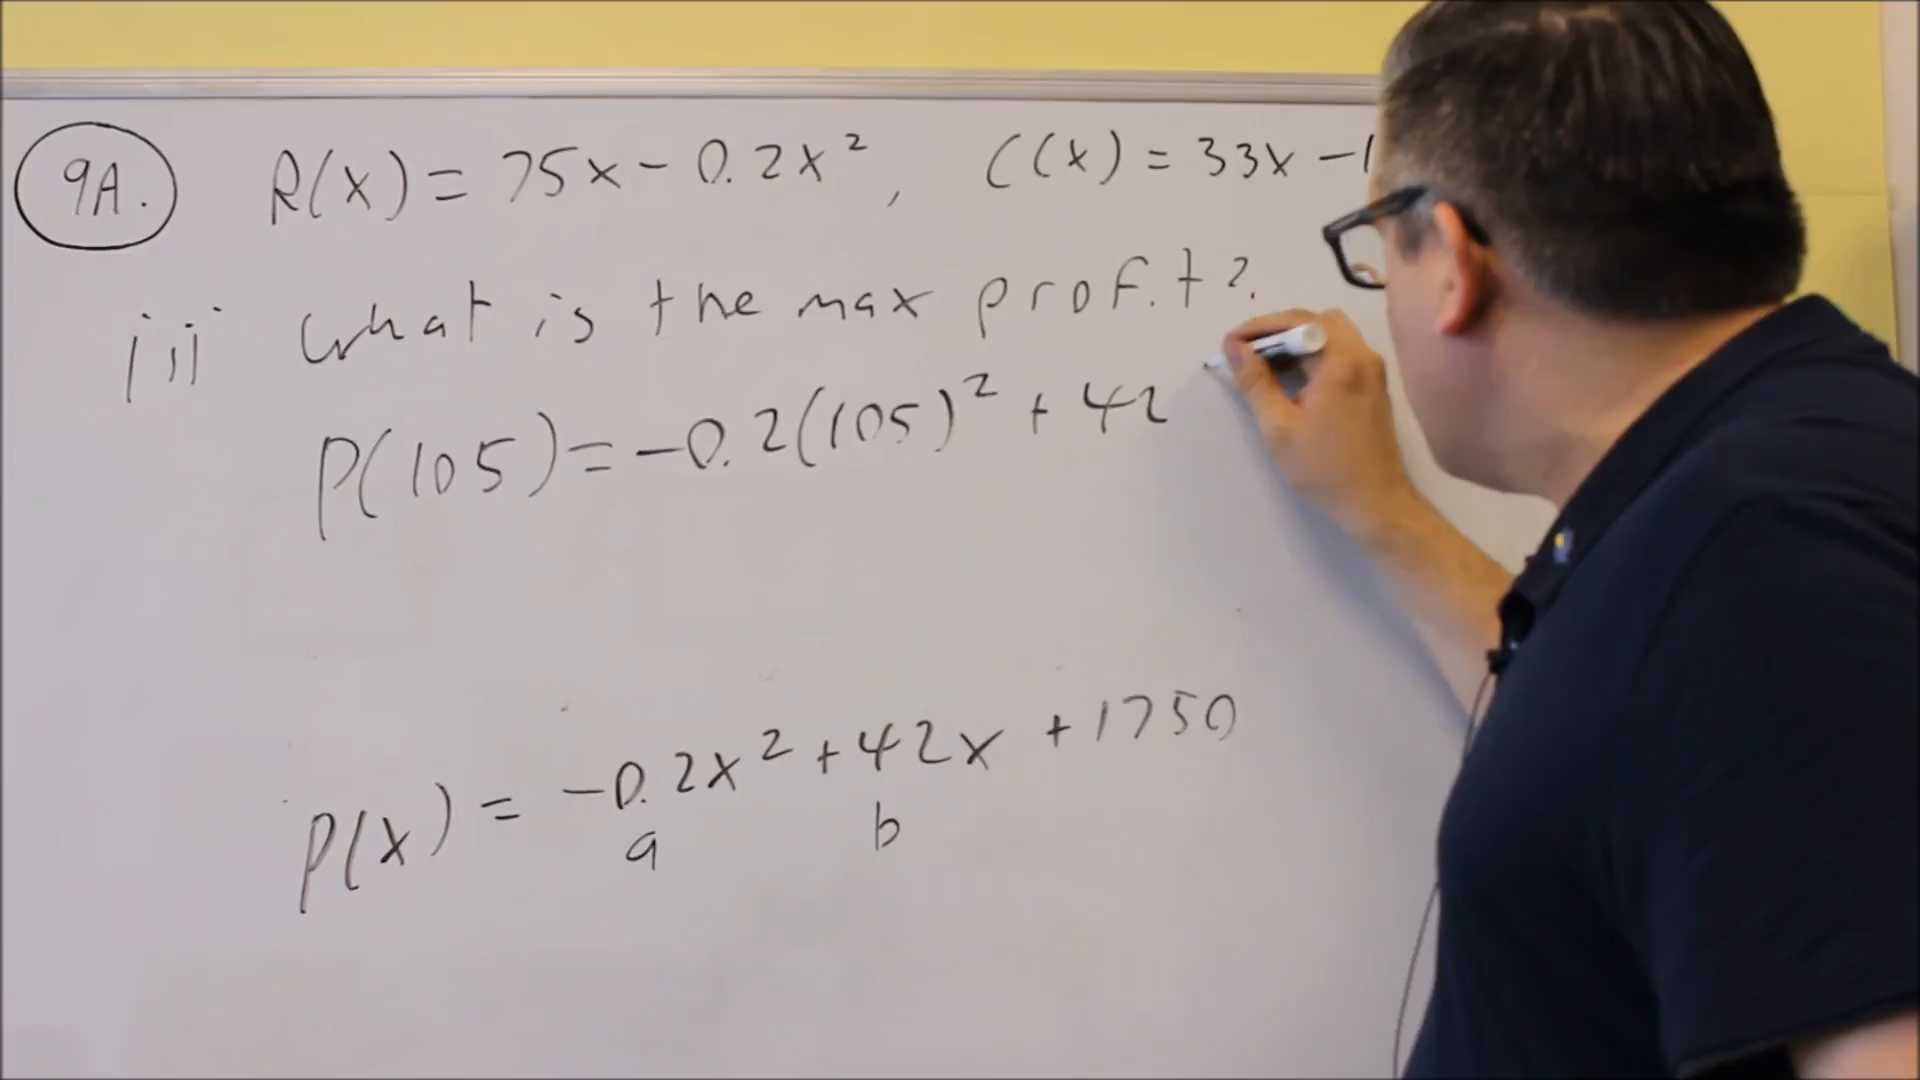 9A. R(x) = 75x - 0.2x², C(x) = 33x - 1
iii what is the max profit?
P(105) = -0.2(105)² + 42
P(x) = -0.2x² + 42x + 1750
a b